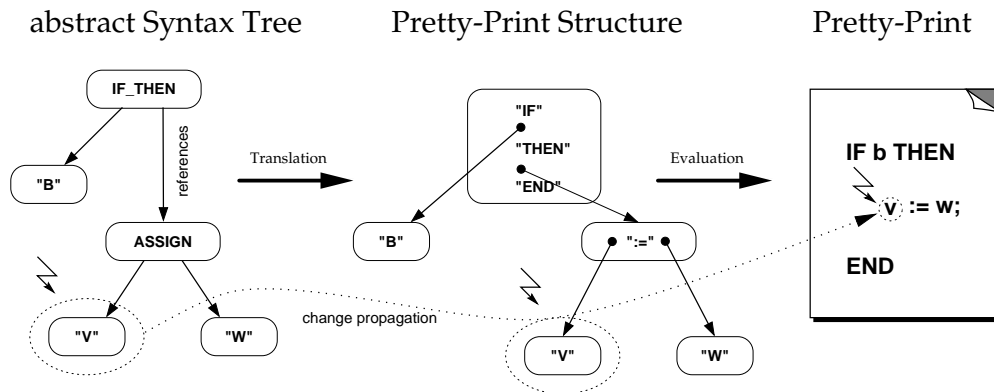 abstract Syntax Tree
Pretty-Print Structure
Pretty-Print
IF_THEN
references
"B"
ASSIGN
"V"
"W"
Translation
"IF"
"THEN"
"END"
"B"
":="
"V"
"W"
change propagation
Evaluation
IF b THEN
v := w;
END